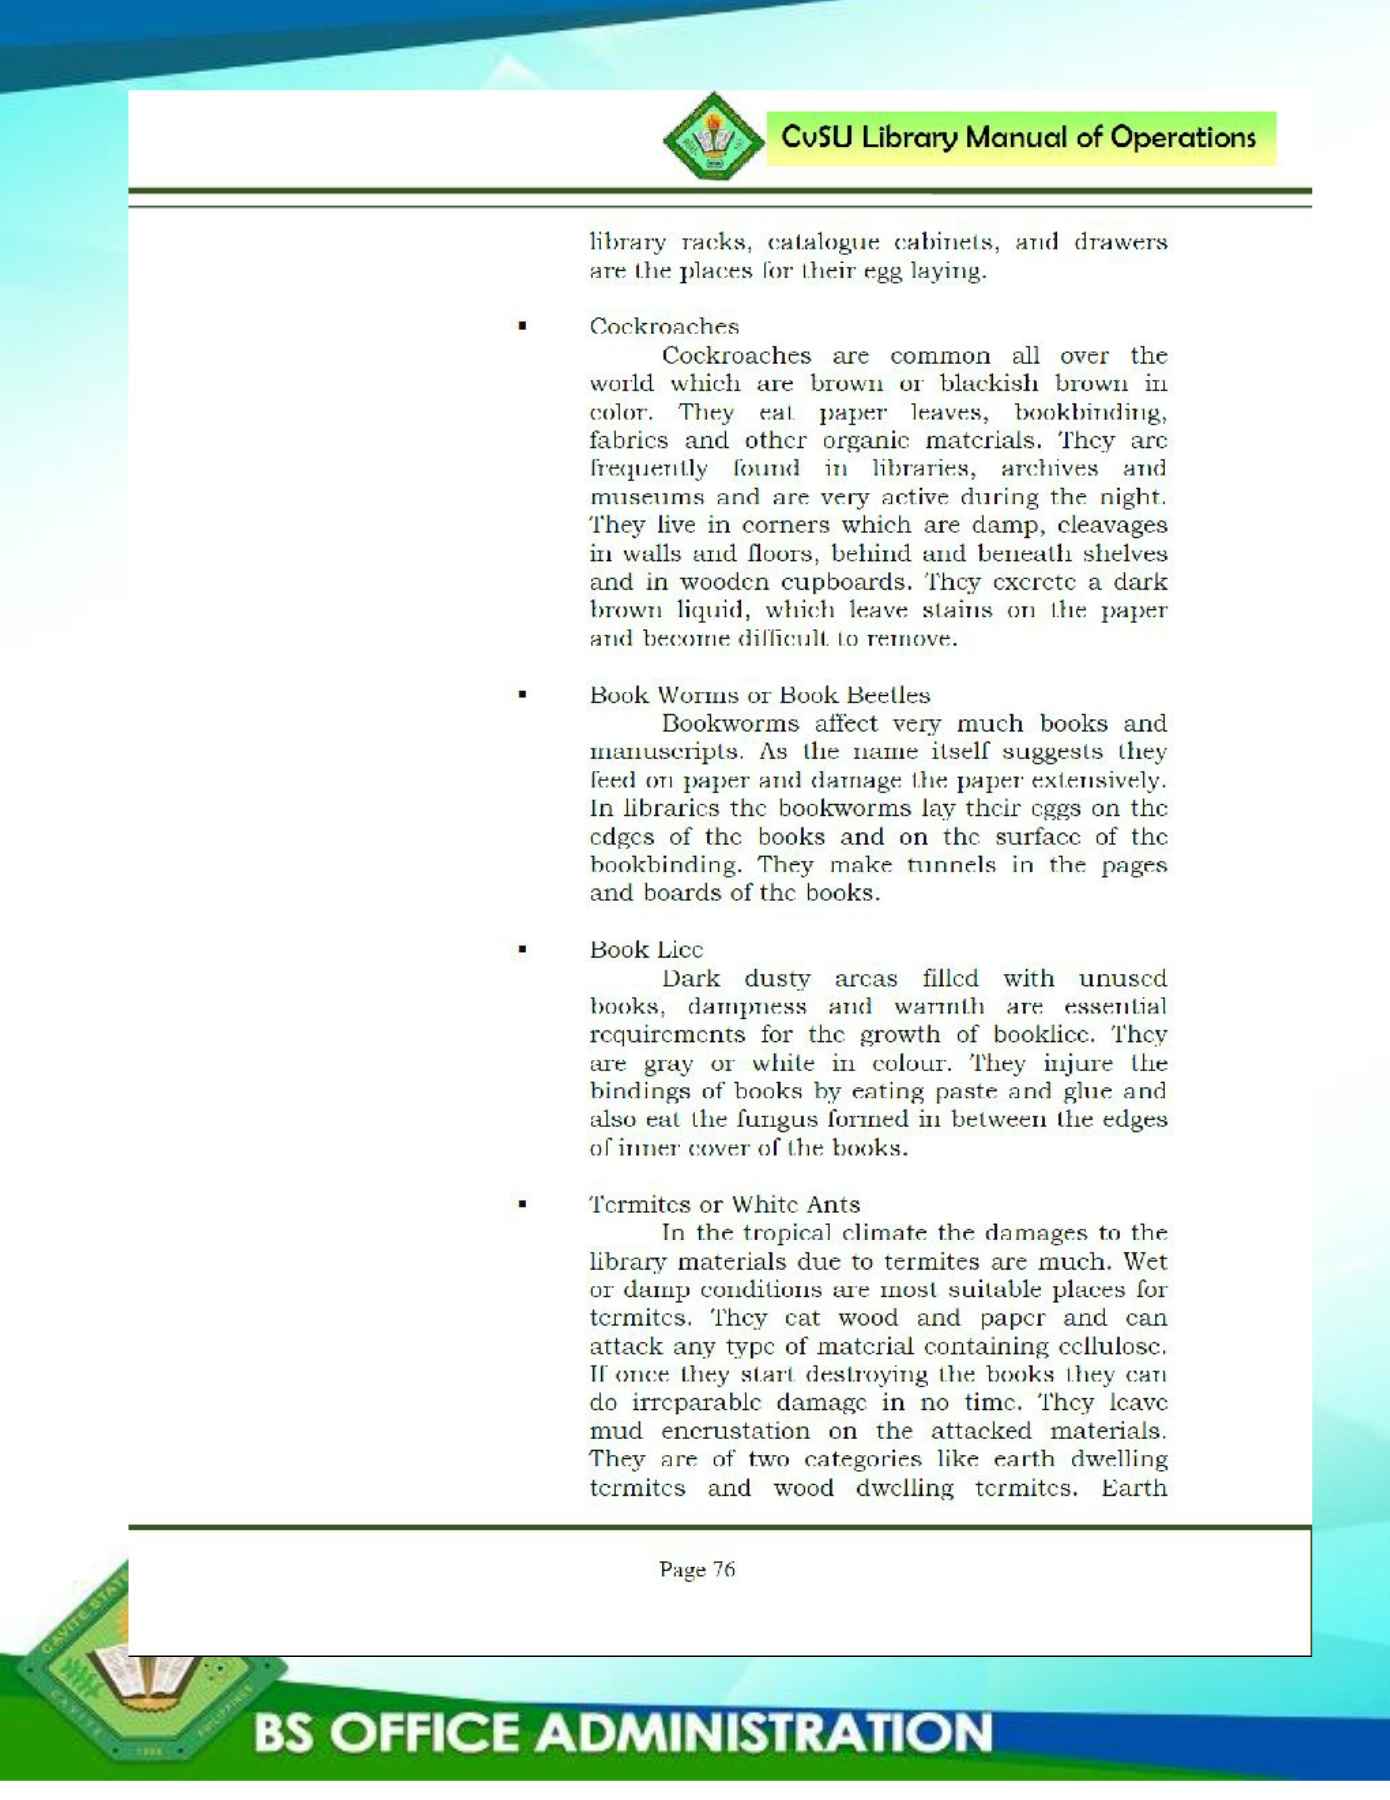 CvSU Library Manual of Operations
library racks, catalogue cabinets, and drawers
are the places for their egg laying.
▪ Cockroaches
Cockroaches are common all over the
world which are brown or blackish brown in
color. They eat paper leaves, bookbinding,
fabrics and other organic materials. They are
frequently found in libraries, archives and
museums and are very active during the night.
They live in corners which are damp, cleavages
in walls and floors, behind and beneath shelves
and in wooden cupboards. They excrete a dark
brown liquid, which leave stains on the paper
and become difficult to remove.
▪ Book Worms or Book Beetles
Bookworms affect very much books and
manuscripts. As the name itself suggests they
feed on paper and damage the paper extensively.
In libraries the bookworms lay their eggs on the
edges of the books and on the surface of the
bookbinding. They make tunnels in the pages
and boards of the books.
▪ Book Lice
Dark dusty areas filled with unused
books, dampness and warmth are essential
requirements for the growth of booklice. They
are gray or white in colour. They injure the
bindings of books by eating paste and glue and
also eat the fungus formed in between the edges
of inner cover of the books.
▪ Termites or White Ants
In the tropical climate the damages to the
library materials due to termites are much. Wet
or damp conditions are most suitable places for
termites. They eat wood and paper and can
attack any type of material containing cellulose.
If once they start destroying the books they can
do irreparable damage in no time. They leave
mud encrustation on the attacked materials.
They are of two categories like earth dwelling
termites and wood dwelling termites. Earth
Page 76
CAVITE STATE
CAVITE
PHILIPPINES
BS OFFICE ADMINISTRATION